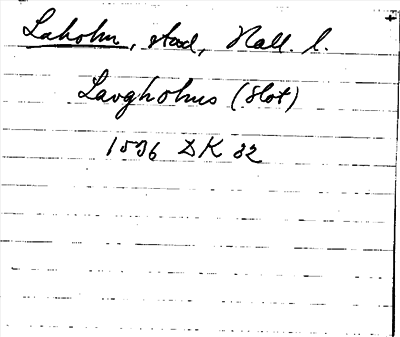 Laholm, stad, Hall. l.
Lavgholms (Slot)
1536 DK 32